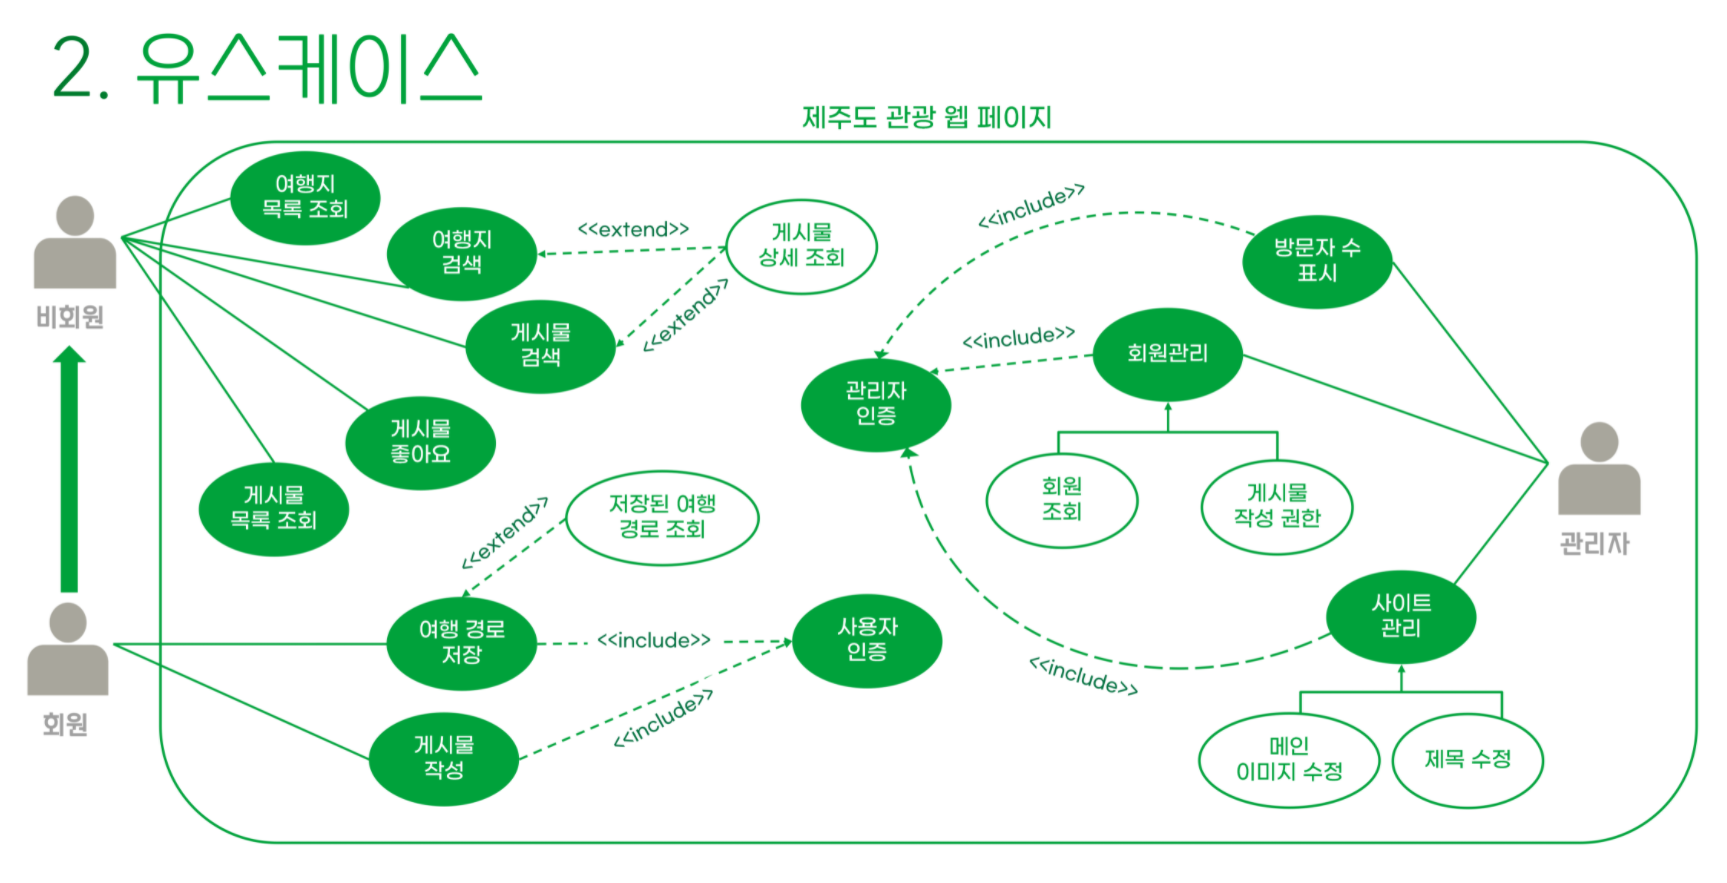 2. 유스케이스
제주도 관광 웹 페이지
여행지
목록 조회
여행지
검색
<<extend>>
게시물
상세 조회
<<extend>>
게시물
검색
비회원
게시물
좋아요
게시물
목록 조회
<<extend>>
저장된 여행
경로 조회
여행 경로
저장
<<include>>
사용자
인증
<<include>>
게시물
작성
회원
<<include>>
방문자 수
표시
<<include>>
회원관리
관리자
인증
회원
조회
게시물
작성 권한
관리자
사이트
관리
<<include>>
메인
이미지 수정
제목 수정